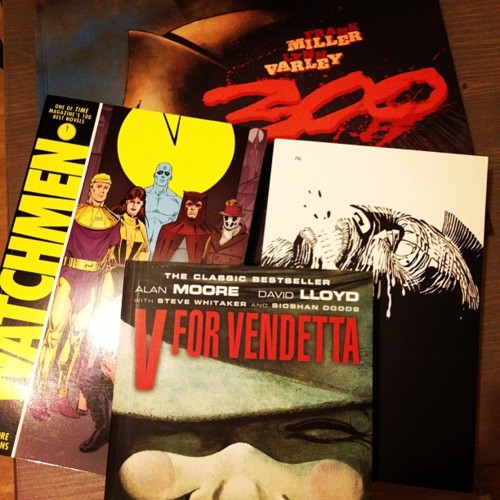 FRANK
MILLER
LYNN
VARLEY
300
ONE OF TIME
MAGAZINE'S 100
BEST NOVELS
WATCHMEN
THE CLASSIC BESTSELLER
ALAN MOORE DAVID LLOYD
WITH STEVE WHITAKER AND SIOBHAN DODDS
V FOR VENDETTA